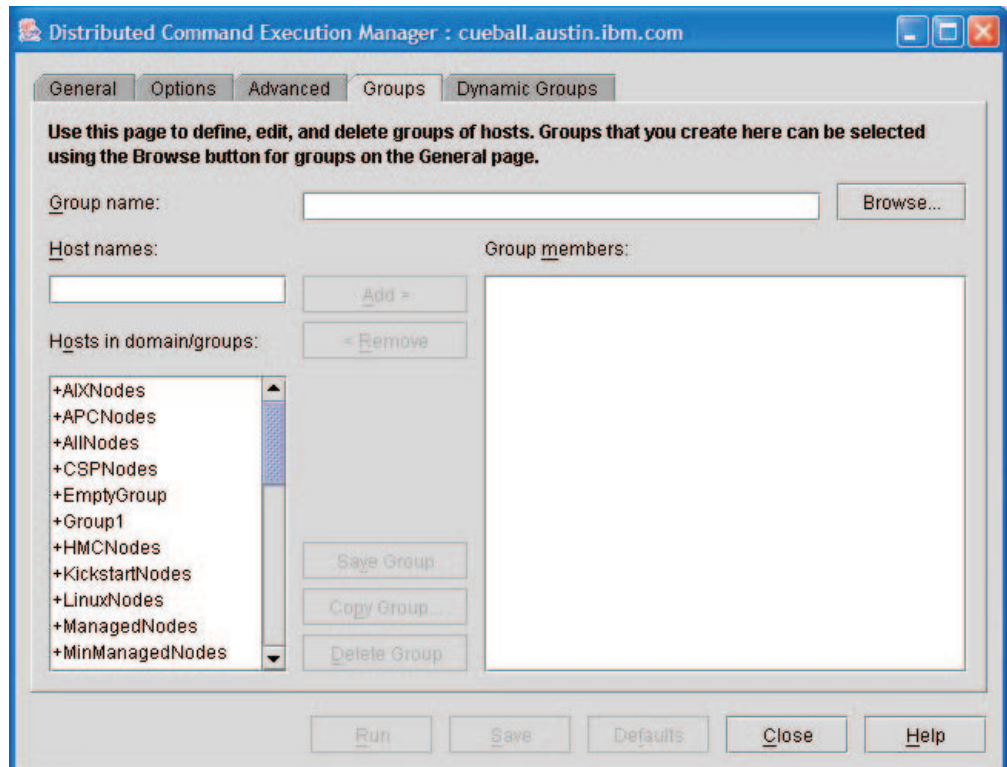 Distributed Command Execution Manager : cueball.austin.ibm.com
General Options Advanced Groups Dynamic Groups
Use this page to define, edit, and delete groups of hosts. Groups that you create here can be selected
using the Browse button for groups on the General page.
Group name:
Browse...
Host names:
Group members:
Add >
Hosts in domain/groups:
< Remove
+AIXNodes
+APCNodes
+AllNodes
+CSPNodes
+EmptyGroup
+Group1
+HMCNodes
+KickstartNodes
+LinuxNodes
+ManagedNodes
+MinManagedNodes
Save Group
Copy Group...
Delete Group
Run Save Defaults Close Help